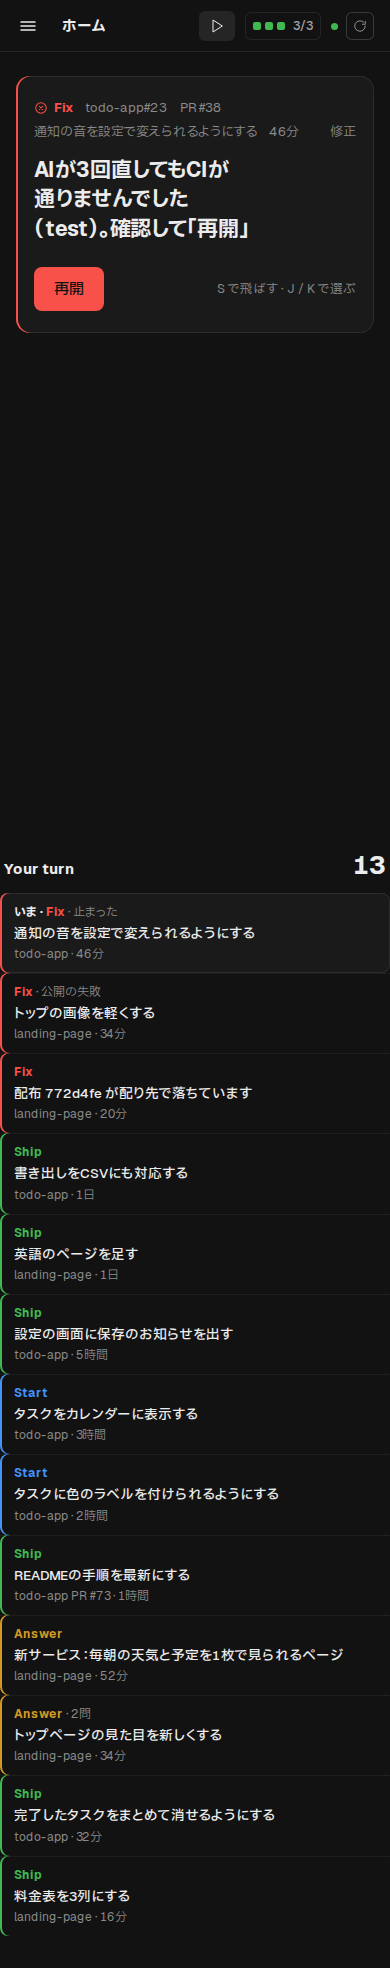 ホーム
3/3
Fix todo-app#23 PR #38
通知の音を設定で変えられるようにする 46分 修正
AIが3回直してもCIが
通りませんでした
(test)。確認して「再開」
再開
S で飛ばす · J / K で選ぶ
Your turn 13
いま · Fix · 止まった
通知の音を設定で変えられるようにする
todo-app · 46分
Fix · 公開の失敗
トップの画像を軽くする
landing-page · 34分
Fix
配布 772d4fe が配り先で落ちています
landing-page · 20分
Ship
書き出しをCSVにも対応する
todo-app · 1日
Ship
英語のページを足す
landing-page · 1日
Ship
設定の画面に保存のお知らせを出す
todo-app · 5時間
Start
タスクをカレンダーに表示する
todo-app · 3時間
Start
タスクに色のラベルを付けられるようにする
todo-app · 2時間
Ship
READMEの手順を最新にする
todo-app PR #73 · 1時間
Answer
新サービス：毎朝の天気と予定を1枚で見られるページ
landing-page · 52分
Answer · 2問
トップページの見た目を新しくする
landing-page · 34分
Ship
完了したタスクをまとめて消せるようにする
todo-app · 32分
Ship
料金表を3列にする
landing-page · 16分